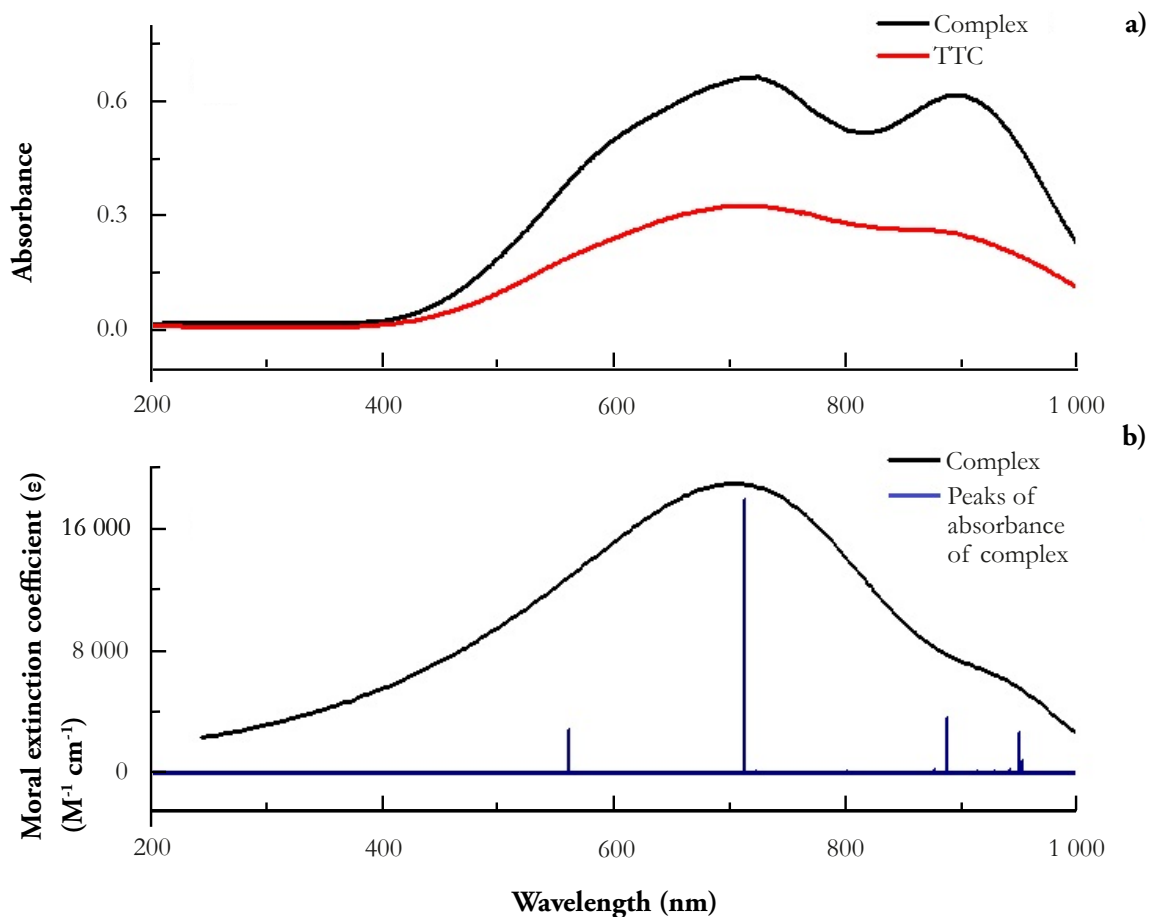 a)
Complex
TTC
Absorbance
0.6
0.3
0.0
200
400
600
800
1 000
b)
Complex
Peaks of
absorbance
of complex
Moral extinction coefficient (ε)
(M⁻¹ cm⁻¹)
16 000
8 000
0
200
400
600
800
1 000
Wavelength (nm)